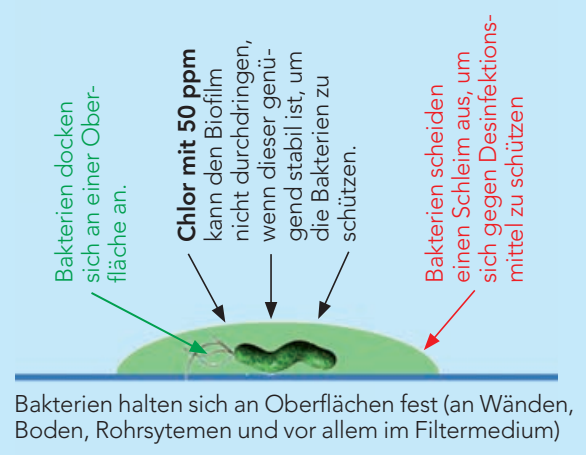 Bakterien docken
sich an einer Ober-
fläche an.
Chlor mit 50 ppm
kann den Biofilm
nicht durchdringen,
wenn dieser genü-
gend stabil ist, um
die Bakterien zu
schützen.
Bakterien scheiden
einen Schleim aus, um
sich gegen Desinfektions-
mittel zu schützen
Bakterien halten sich an Oberflächen fest (an Wänden,
Boden, Rohrsytemen und vor allem im Filtermedium)